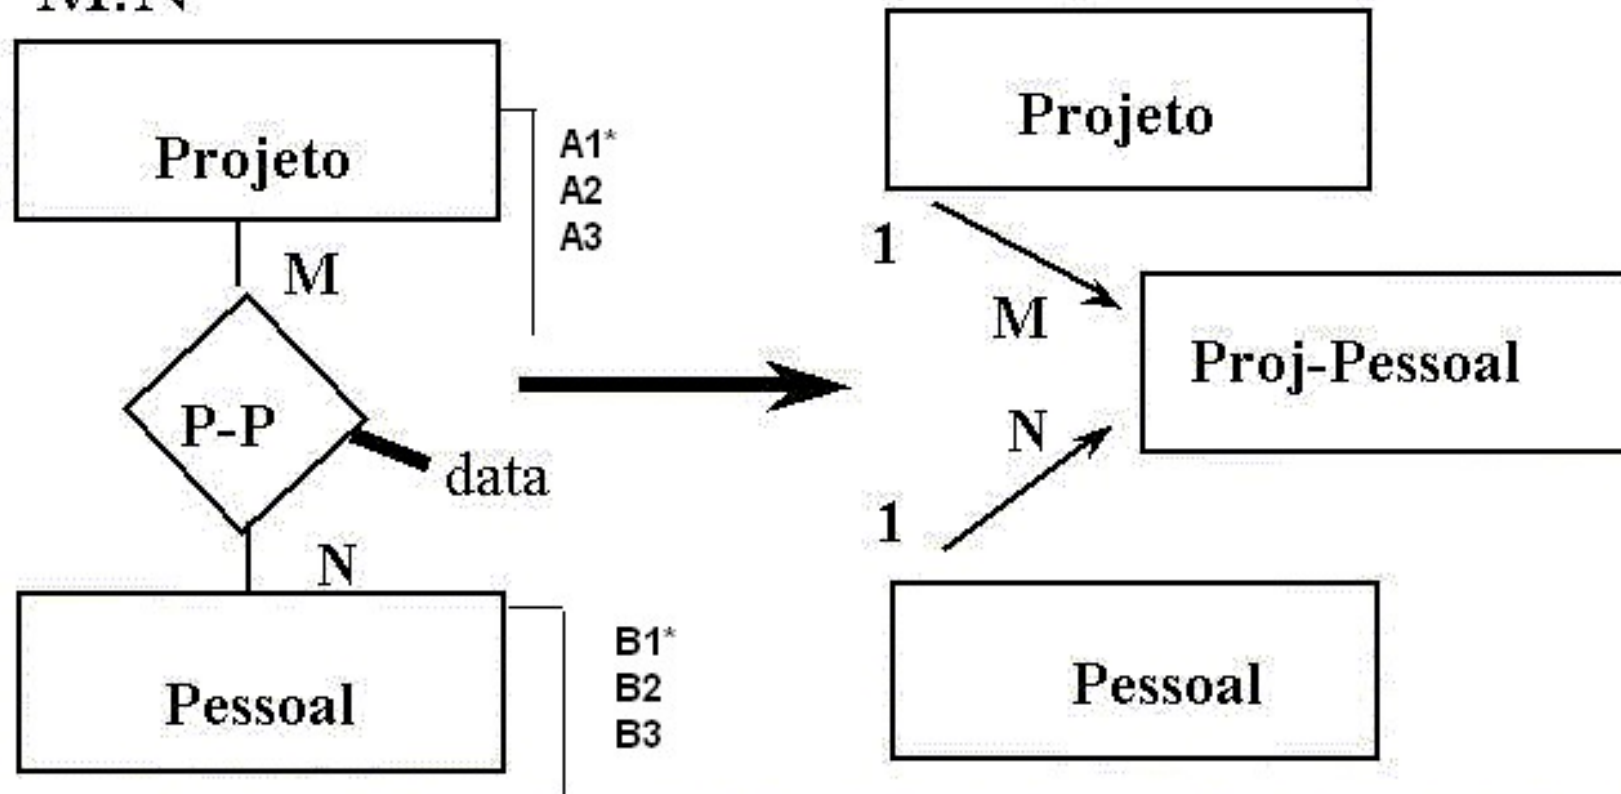 M:N
Projeto
A1*
A2
A3
M
P-P
data
N
Pessoal
B1*
B2
B3
Projeto
1
M
Proj-Pessoal
N
1
Pessoal